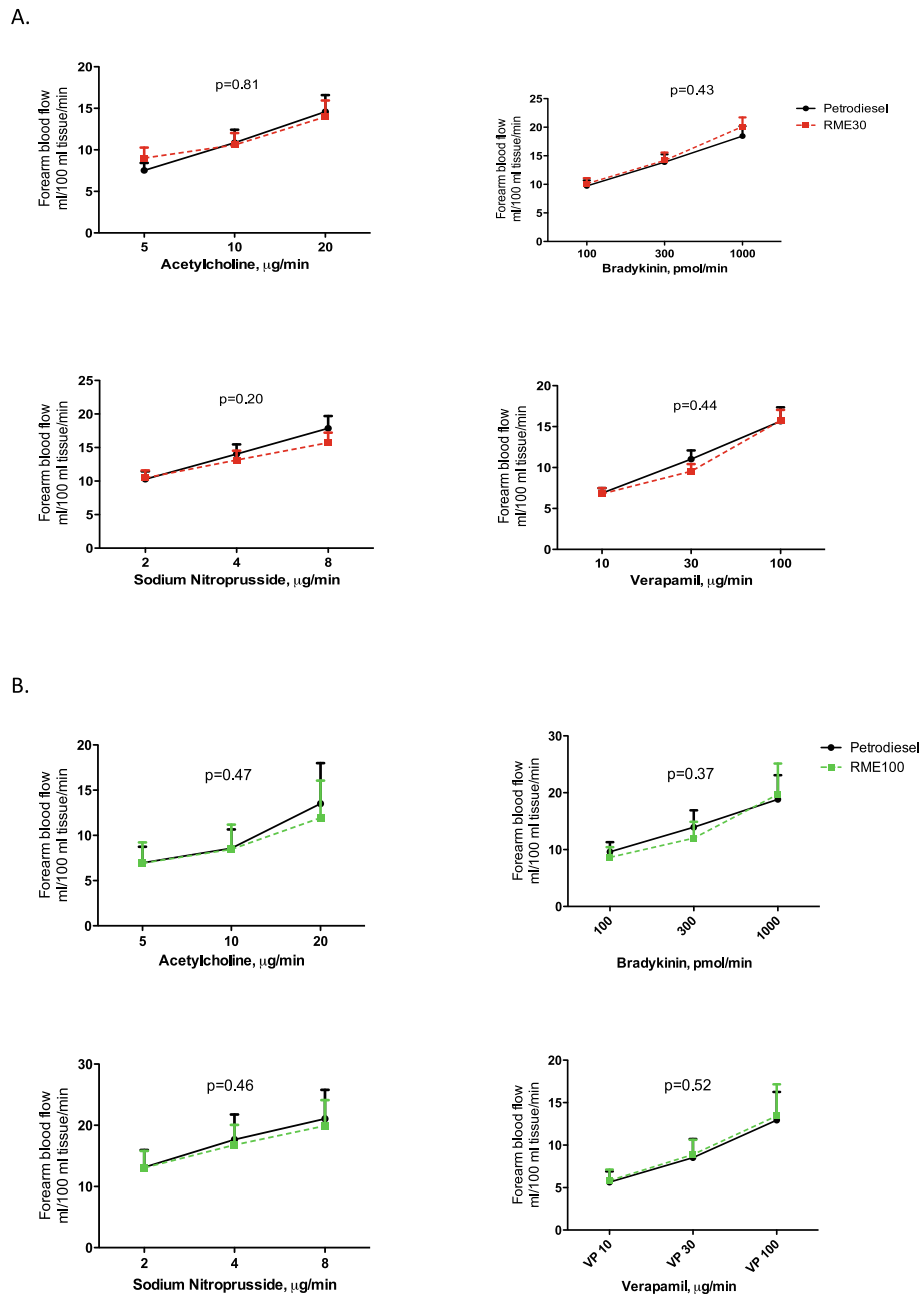 A.
p=0.81
Forearm blood flow
ml/100 ml tissue/min
20
15
10
5
0
5 10 20
Acetylcholine, μg/min
p=0.43
Forearm blood flow
ml/100 ml tissue/min
25
20
15
10
5
0
100 300 1000
Bradykinin, pmol/min
Petrodiesel
RME30
p=0.20
Forearm blood flow
ml/100 ml tissue/min
25
20
15
10
5
0
2 4 8
Sodium Nitroprusside, μg/min
p=0.44
Forearm blood flow
ml/100 ml tissue/min
20
15
10
5
0
10 30 100
Verapamil, μg/min
B.
p=0.47
Forearm blood flow
ml/100 ml tissue/min
20
15
10
5
0
5 10 20
Acetylcholine, μg/min
p=0.37
Forearm blood flow
ml/100 ml tissue/min
30
20
10
0
100 300 1000
Bradykinin, pmol/min
Petrodiesel
RME100
p=0.46
Forearm blood flow
ml/100 ml tissue/min
30
20
10
0
2 4 8
Sodium Nitroprusside, μg/min
p=0.52
Forearm blood flow
ml/100 ml tissue/min
20
15
10
5
0
VP 10 VP 30 VP 100
Verapamil, μg/min